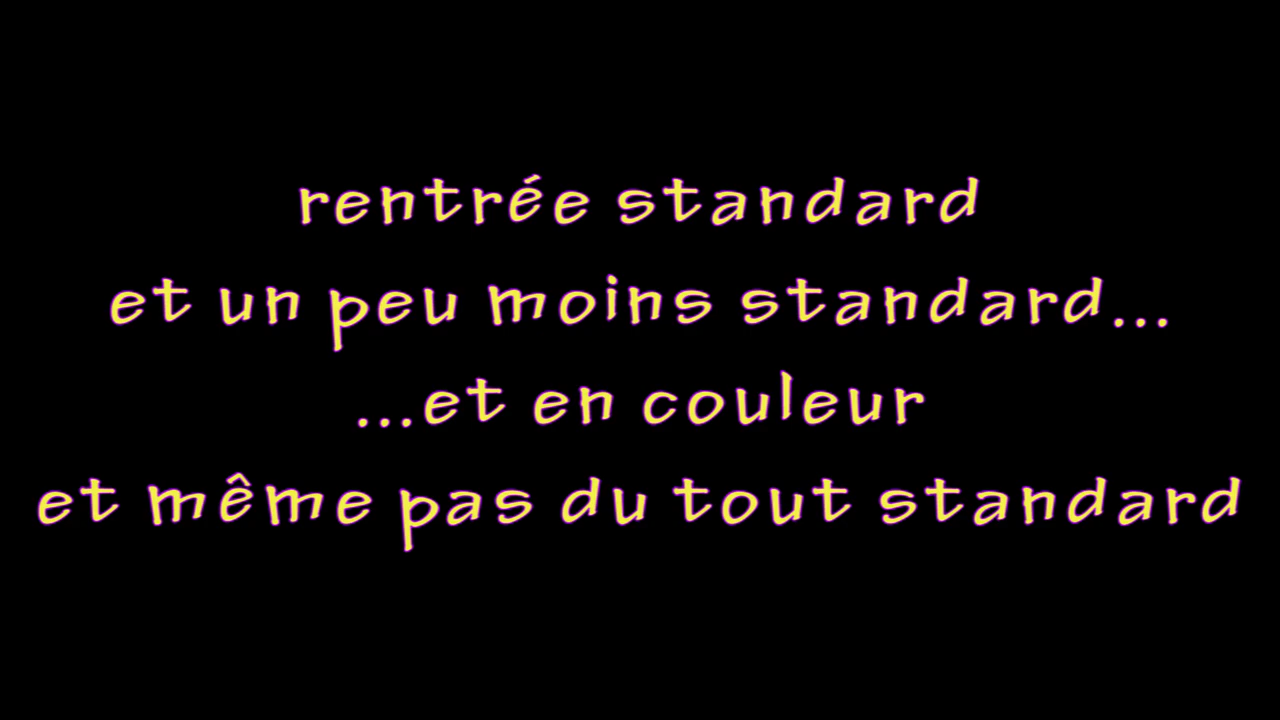 rentrée standard
et un peu moins standard...
...et en couleur
et même pas du tout standard